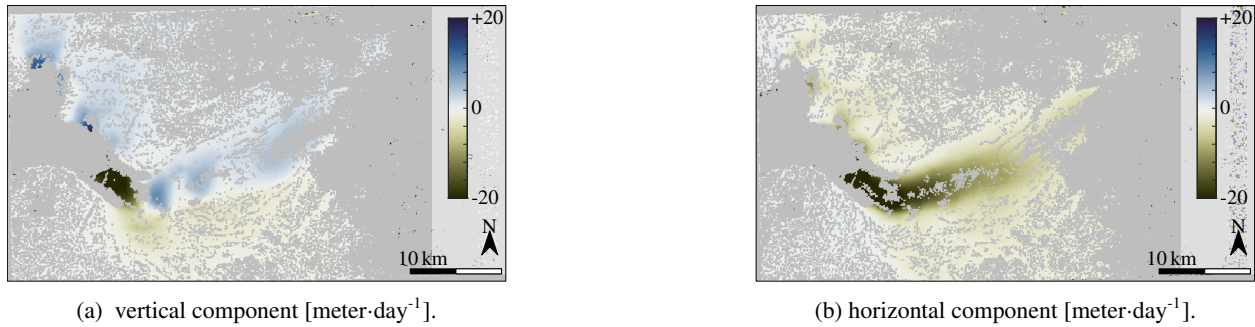 +20
0
-20
N
10 km
(a) vertical component [meter·day⁻¹].
+20
0
-20
N
10 km
(b) horizontal component [meter·day⁻¹].